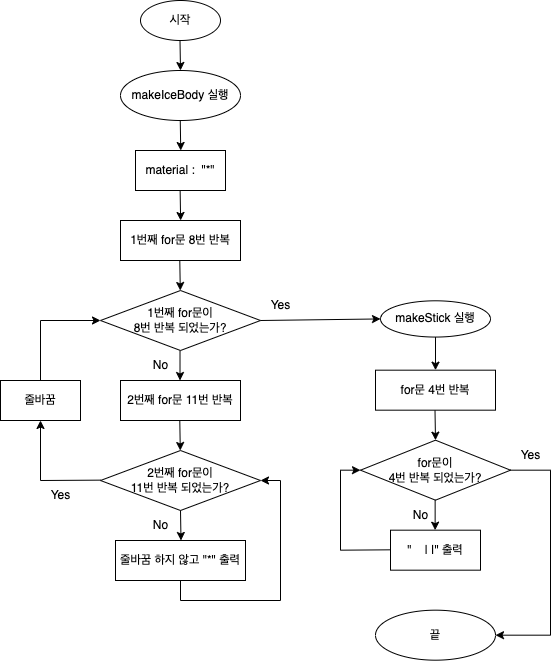 시작
makeIceBody 실행
material :  "*"
1번째 for문 8번 반복
1번째 for문이
8번 반복 되었는가?
Yes
No
줄바꿈
2번째 for문 11번 반복
2번째 for문이
11번 반복 되었는가?
Yes
No
줄바꿈 하지 않고 "*" 출력
makeStick 실행
for문 4번 반복
for문이
4번 반복 되었는가?
Yes
No
"    ㅣㅣ" 출력
끝